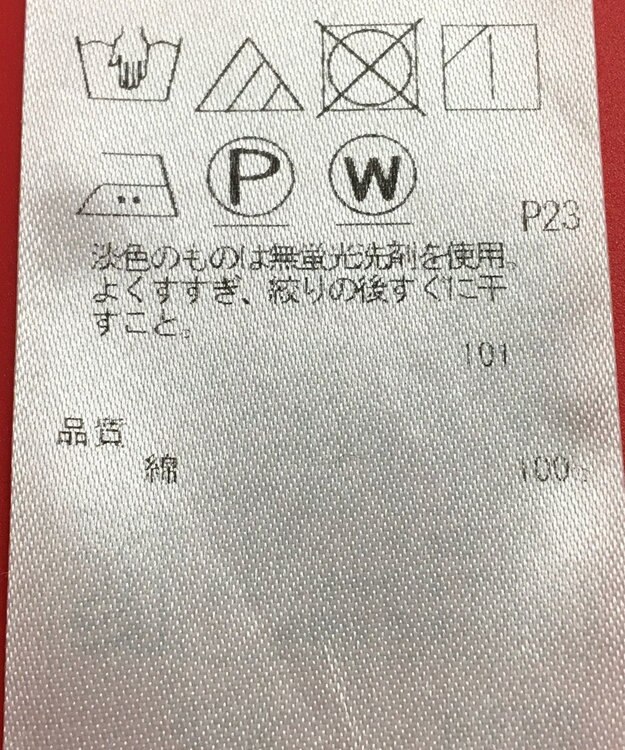 P W
P23
淡色のものは無蛍光洗剤を使用。
よくすすぎ、絞りの後すぐに干
すこと。
101
品質
綿 100%